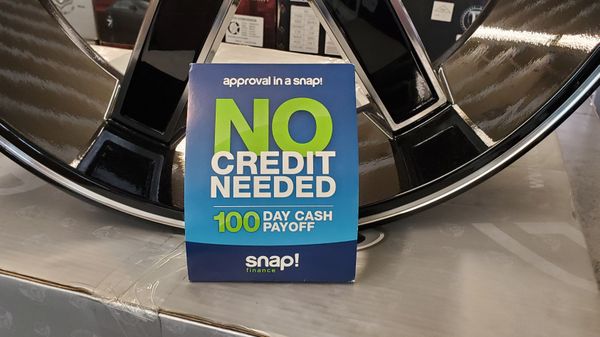 approval in a snap!
NO
CREDIT
NEEDED
100 DAY CASH
PAYOFF
snap!
finance